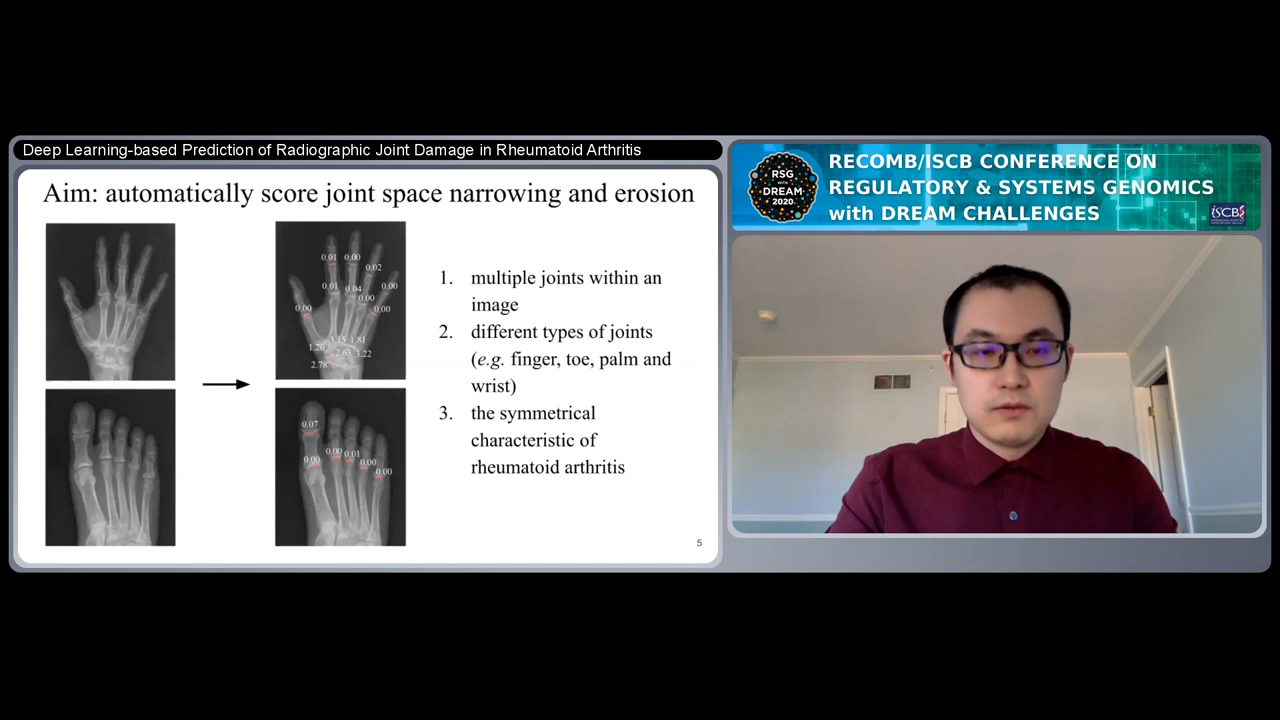 Deep Learning-based Prediction of Radiographic Joint Damage in Rheumatoid Arthritis
Aim: automatically score joint space narrowing and erosion
0.01 0.00
0.02
0.01 0.04 0.00
0.00
0.00 0.00
3.15 1.81
1.26 2.63 3.22
2.78
0.07
0.00 0.01
0.00 0.00
0.00
1. multiple joints within an
image
2. different types of joints
(e.g. finger, toe, palm and
wrist)
3. the symmetrical
characteristic of
rheumatoid arthritis
5
RSG
with
DREAM
2020
RECOMB/ISCB CONFERENCE ON
REGULATORY & SYSTEMS GENOMICS
with DREAM CHALLENGES
ISCB